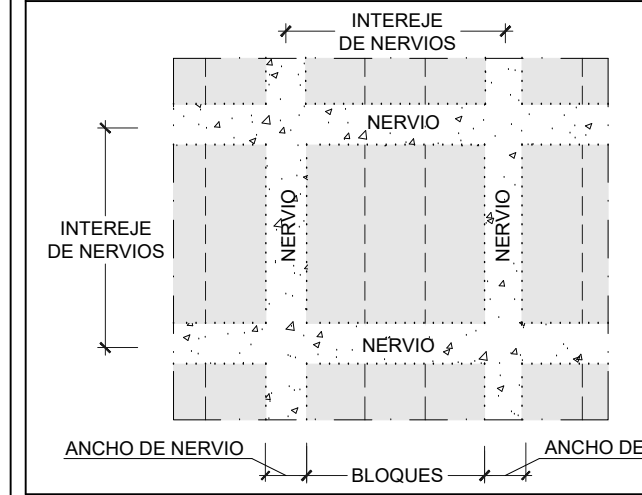 INTEREJE
DE NERVIOS
NERVIO
INTEREJE
DE NERVIOS
NERVIO
NERVIO
NERVIO
ANCHO DE NERVIO
BLOQUES
ANCHO DE